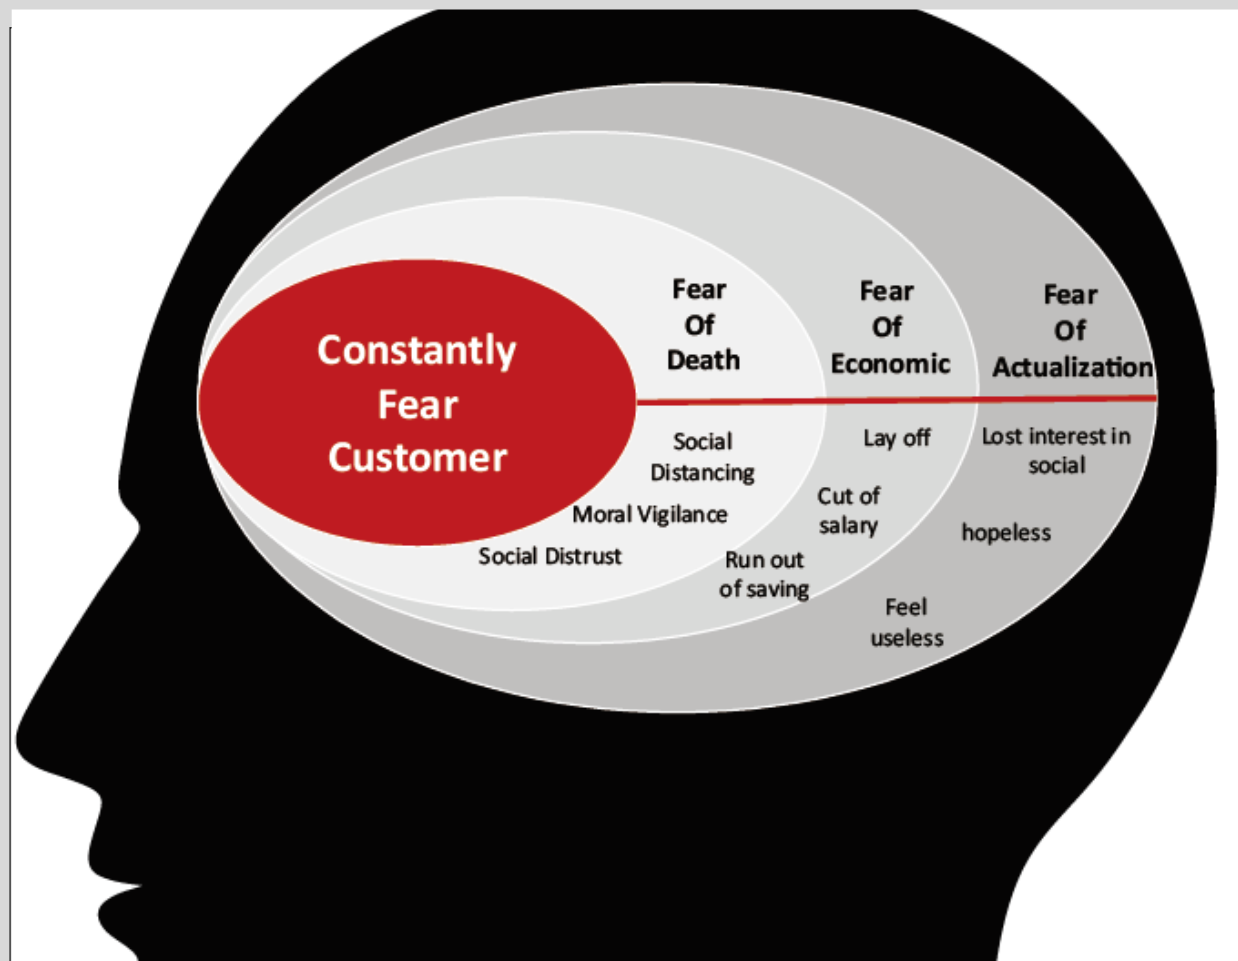 Constantly
Fear
Customer
Fear
Of
Death
Social
Distancing
Moral Vigilance
Social Distrust
Fear
Of
Economic
Lay off
Cut of
salary
Run out
of saving
Fear
Of
Actualization
Lost interest in
social
hopeless
Feel
useless